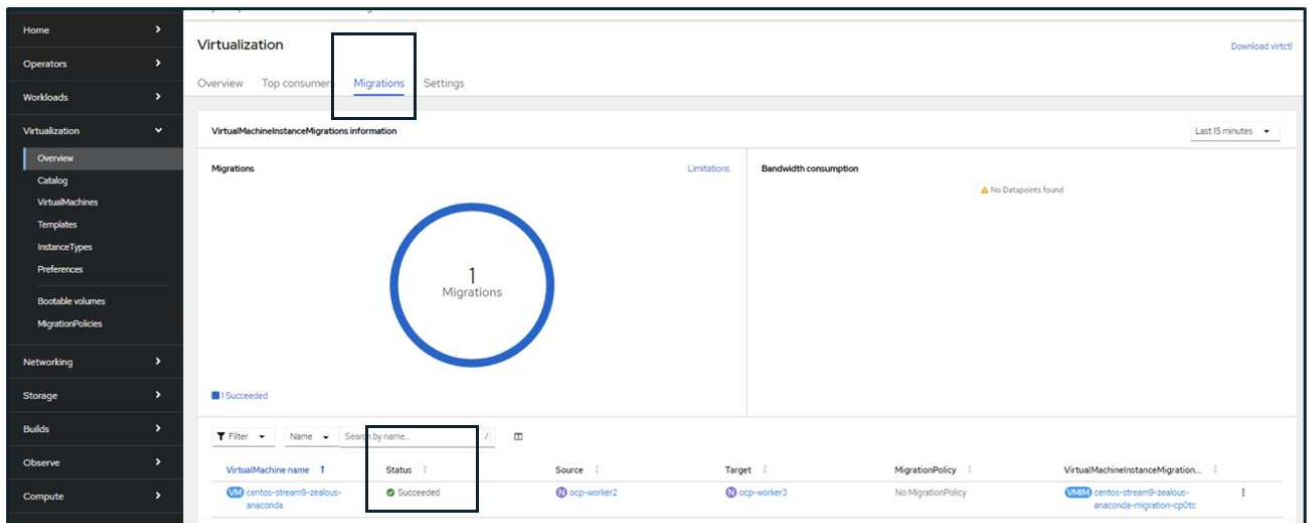 Home
Operators
Workloads
Virtualization
Overview
Catalog
VirtualMachines
Templates
InstanceTypes
Preferences
Bootable volumes
MigrationPolicies
Networking
Storage
Builds
Observe
Compute
Virtualization
Download virtctl
Overview Top consumers Migrations Settings
VirtualMachineInstanceMigrations information
Last 15 minutes
Migrations
Limitations
1
Migrations
1 Succeeded
Bandwidth consumption
No Datapoints found
Filter Name Search by name... /
VirtualMachine name Status Source Target MigrationPolicy VirtualMachineInstanceMigration...
VM centos-stream9-zealous- Succeeded N ocp-worker2 N ocp-worker3 No MigrationPolicy VMIM centos-stream9-zealous-
anaconda anaconda-migration-cp0tc